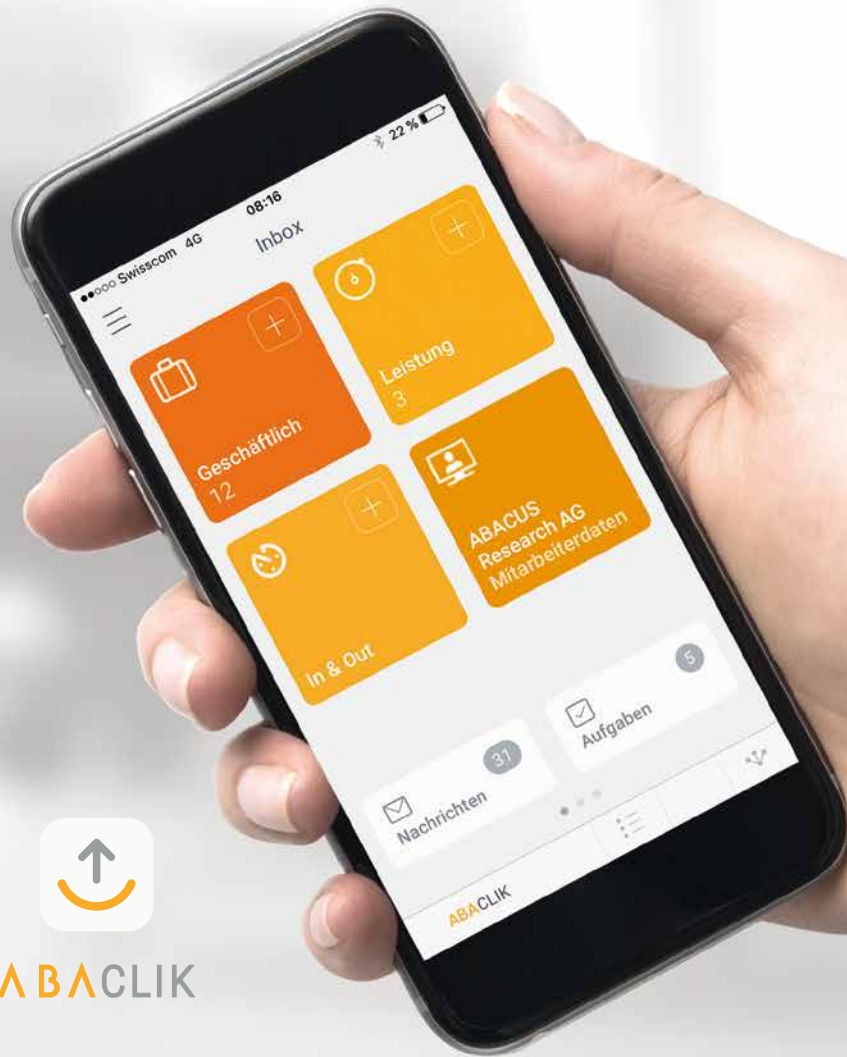 Swisscom 4G
08:16
22 %
Inbox
Geschäftlich
12
Leistung
3
In & Out
ABACUS
Research AG
Mitarbeiterdaten
31
Nachrichten
5
Aufgaben
ABACLIK
ABACLIK